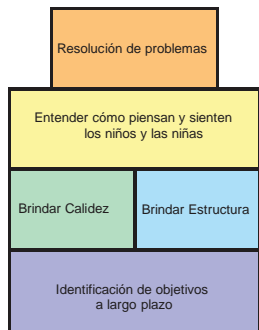 Resolución de problemas
Entender cómo piensan y sienten
los niños y las niñas
Brindar Calidez
Brindar Estructura
Identificación de objetivos
a largo plazo